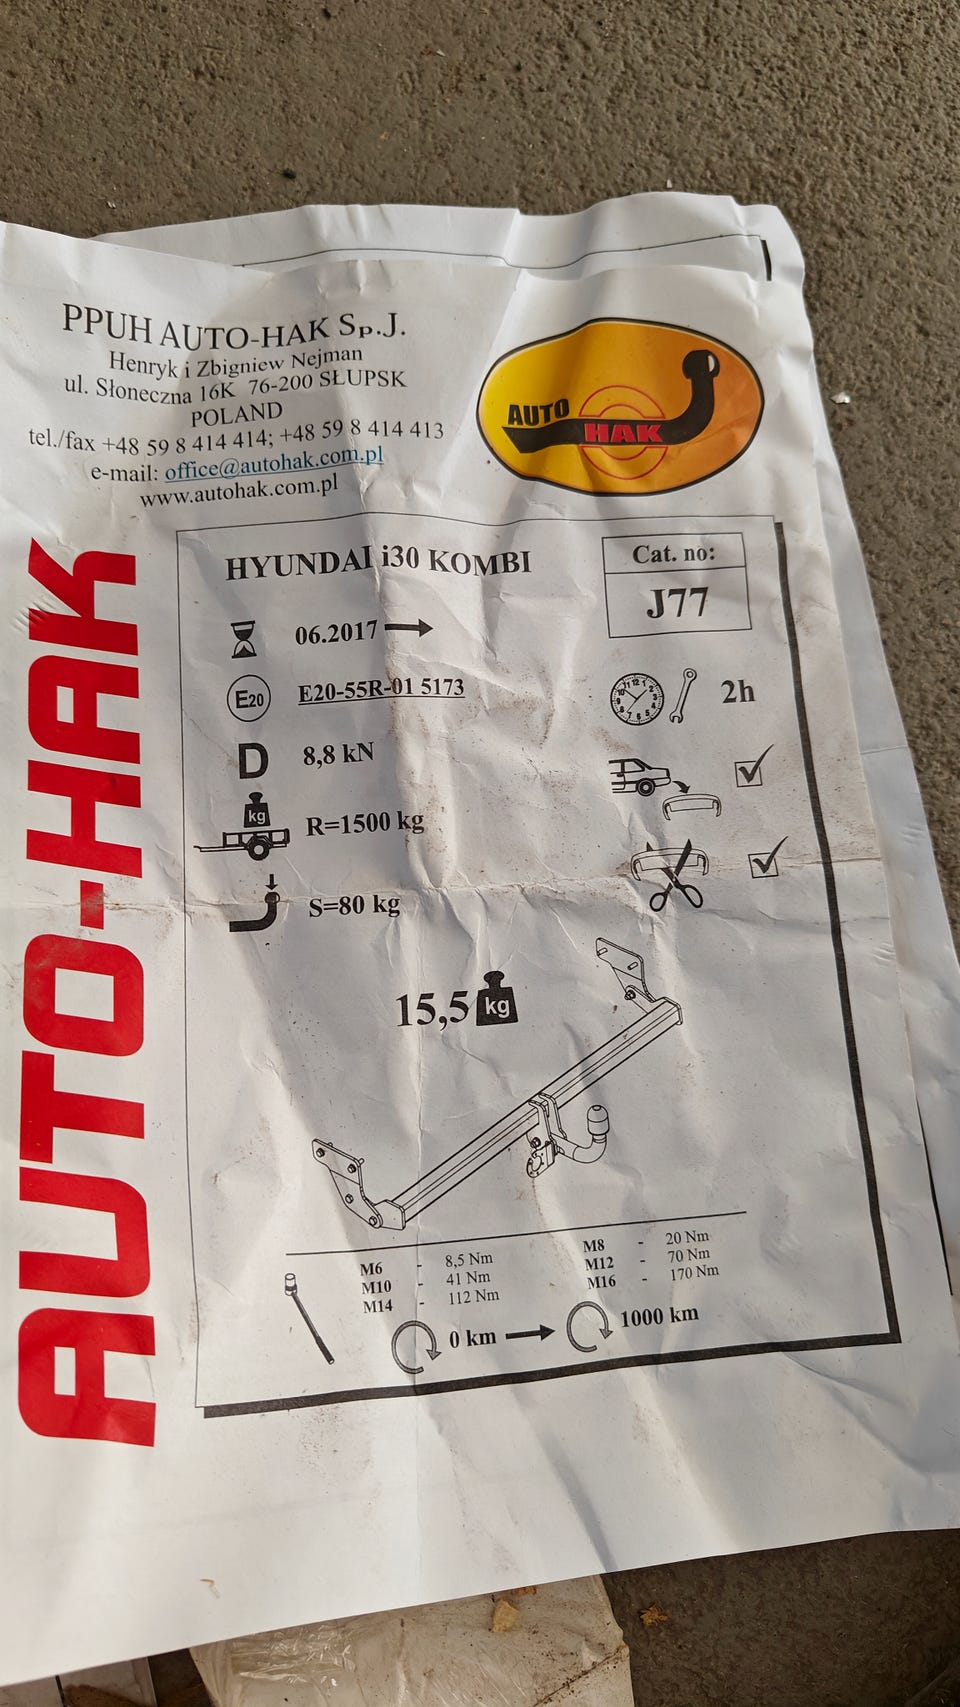 PPUH AUTO-HAK Sp.J.
Henryk i Zbigniew Nejman
ul. Słoneczna 16K 76-200 SŁUPSK
POLAND
tel./fax +48 59 8 414 414; +48 59 8 414 413
e-mail: office@autohak.com.pl
www.autohak.com.pl
AUTO
HAK
AUTO-HAK
HYUNDAI i30 KOMBI
Cat. no:
J77
06.2017
E20 E20-55R-01 5173
2h
D 8,8 kN
kg R=1500 kg
S=80 kg
15,5 kg
M6 - 8,5 Nm M8 - 20 Nm
M10 - 41 Nm M12 - 70 Nm
M14 - 112 Nm M16 - 170 Nm
0 km 1000 km